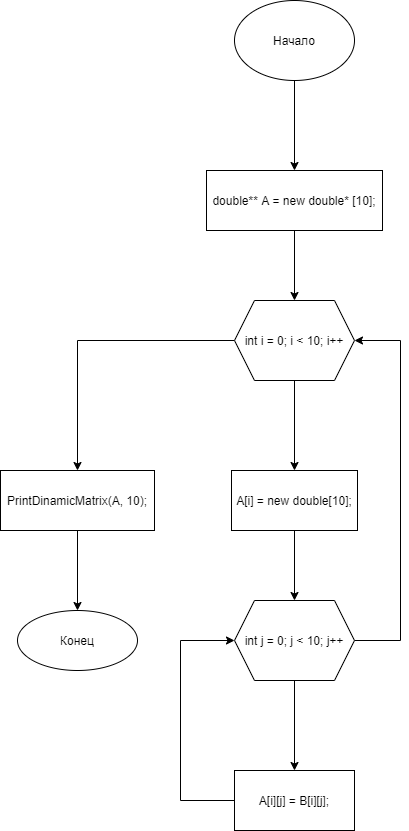 Начало
double** A = new double* [10];
int i = 0; i < 10; i++
PrintDinamicMatrix(A, 10);
A[i] = new double[10];
Конец
int j = 0; j < 10; j++
A[i][j] = B[i][j];